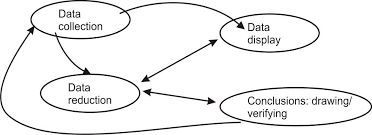 Data
collection
Data
display
Data
reduction
Conclusions: drawing/
verifying